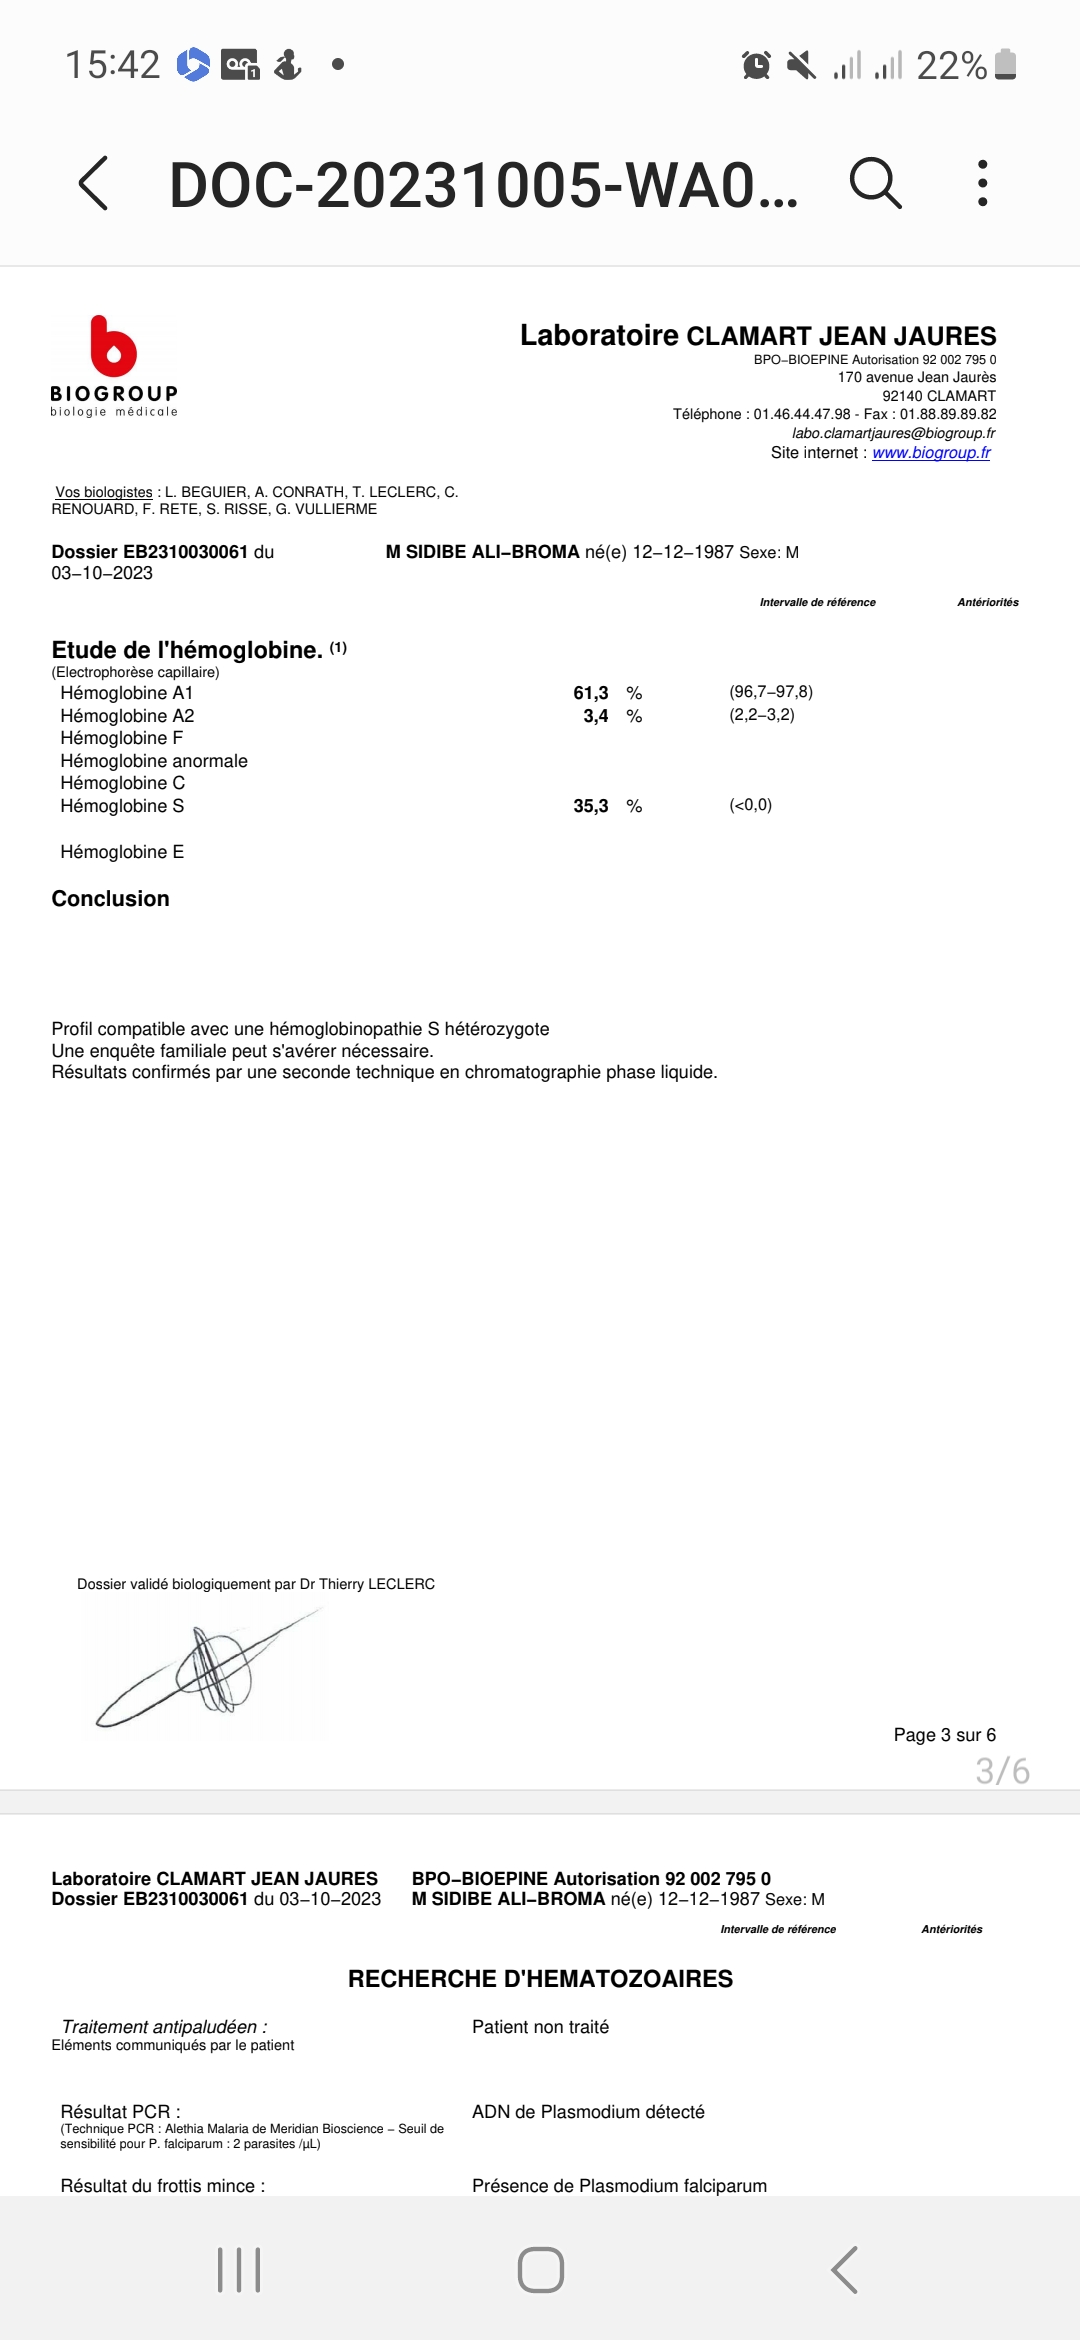 15:42
22%
DOC-20231005-WA0...
BIOGROUP
biologie médicale
Laboratoire CLAMART JEAN JAURES
BPO–BIOEPINE Autorisation 92 002 795 0
170 avenue Jean Jaurès
92140 CLAMART
Téléphone : 01.46.44.47.98 - Fax : 01.88.89.89.82
labo.clamartjaures@biogroup.fr
Site internet : www.biogroup.fr
Vos biologistes : L. BEGUIER, A. CONRATH, T. LECLERC, C.
RENOUARD, F. RETE, S. RISSE, G. VULLIERME
Dossier EB2310030061 du
03–10–2023
M SIDIBE ALI–BROMA né(e) 12–12–1987 Sexe: M
Intervalle de référence Antériorités
Etude de l'hémoglobine. (1)
(Electrophorèse capillaire)
Hémoglobine A1 61,3 % (96,7–97,8)
Hémoglobine A2 3,4 % (2,2–3,2)
Hémoglobine F
Hémoglobine anormale
Hémoglobine C
Hémoglobine S 35,3 % (<0,0)
Hémoglobine E
Conclusion
Profil compatible avec une hémoglobinopathie S hétérozygote
Une enquête familiale peut s'avérer nécessaire.
Résultats confirmés par une seconde technique en chromatographie phase liquide.
Dossier validé biologiquement par Dr Thierry LECLERC
Page 3 sur 6
3/6
Laboratoire CLAMART JEAN JAURES BPO–BIOEPINE Autorisation 92 002 795 0
Dossier EB2310030061 du 03–10–2023 M SIDIBE ALI–BROMA né(e) 12–12–1987 Sexe: M
Intervalle de référence Antériorités
RECHERCHE D'HEMATOZOAIRES
Traitement antipaludéen : Patient non traité
Eléments communiqués par le patient
Résultat PCR : ADN de Plasmodium détecté
(Technique PCR : Alethia Malaria de Meridian Bioscience – Seuil de
sensibilité pour P. falciparum : 2 parasites /µL)
Résultat du frottis mince : Présence de Plasmodium falciparum